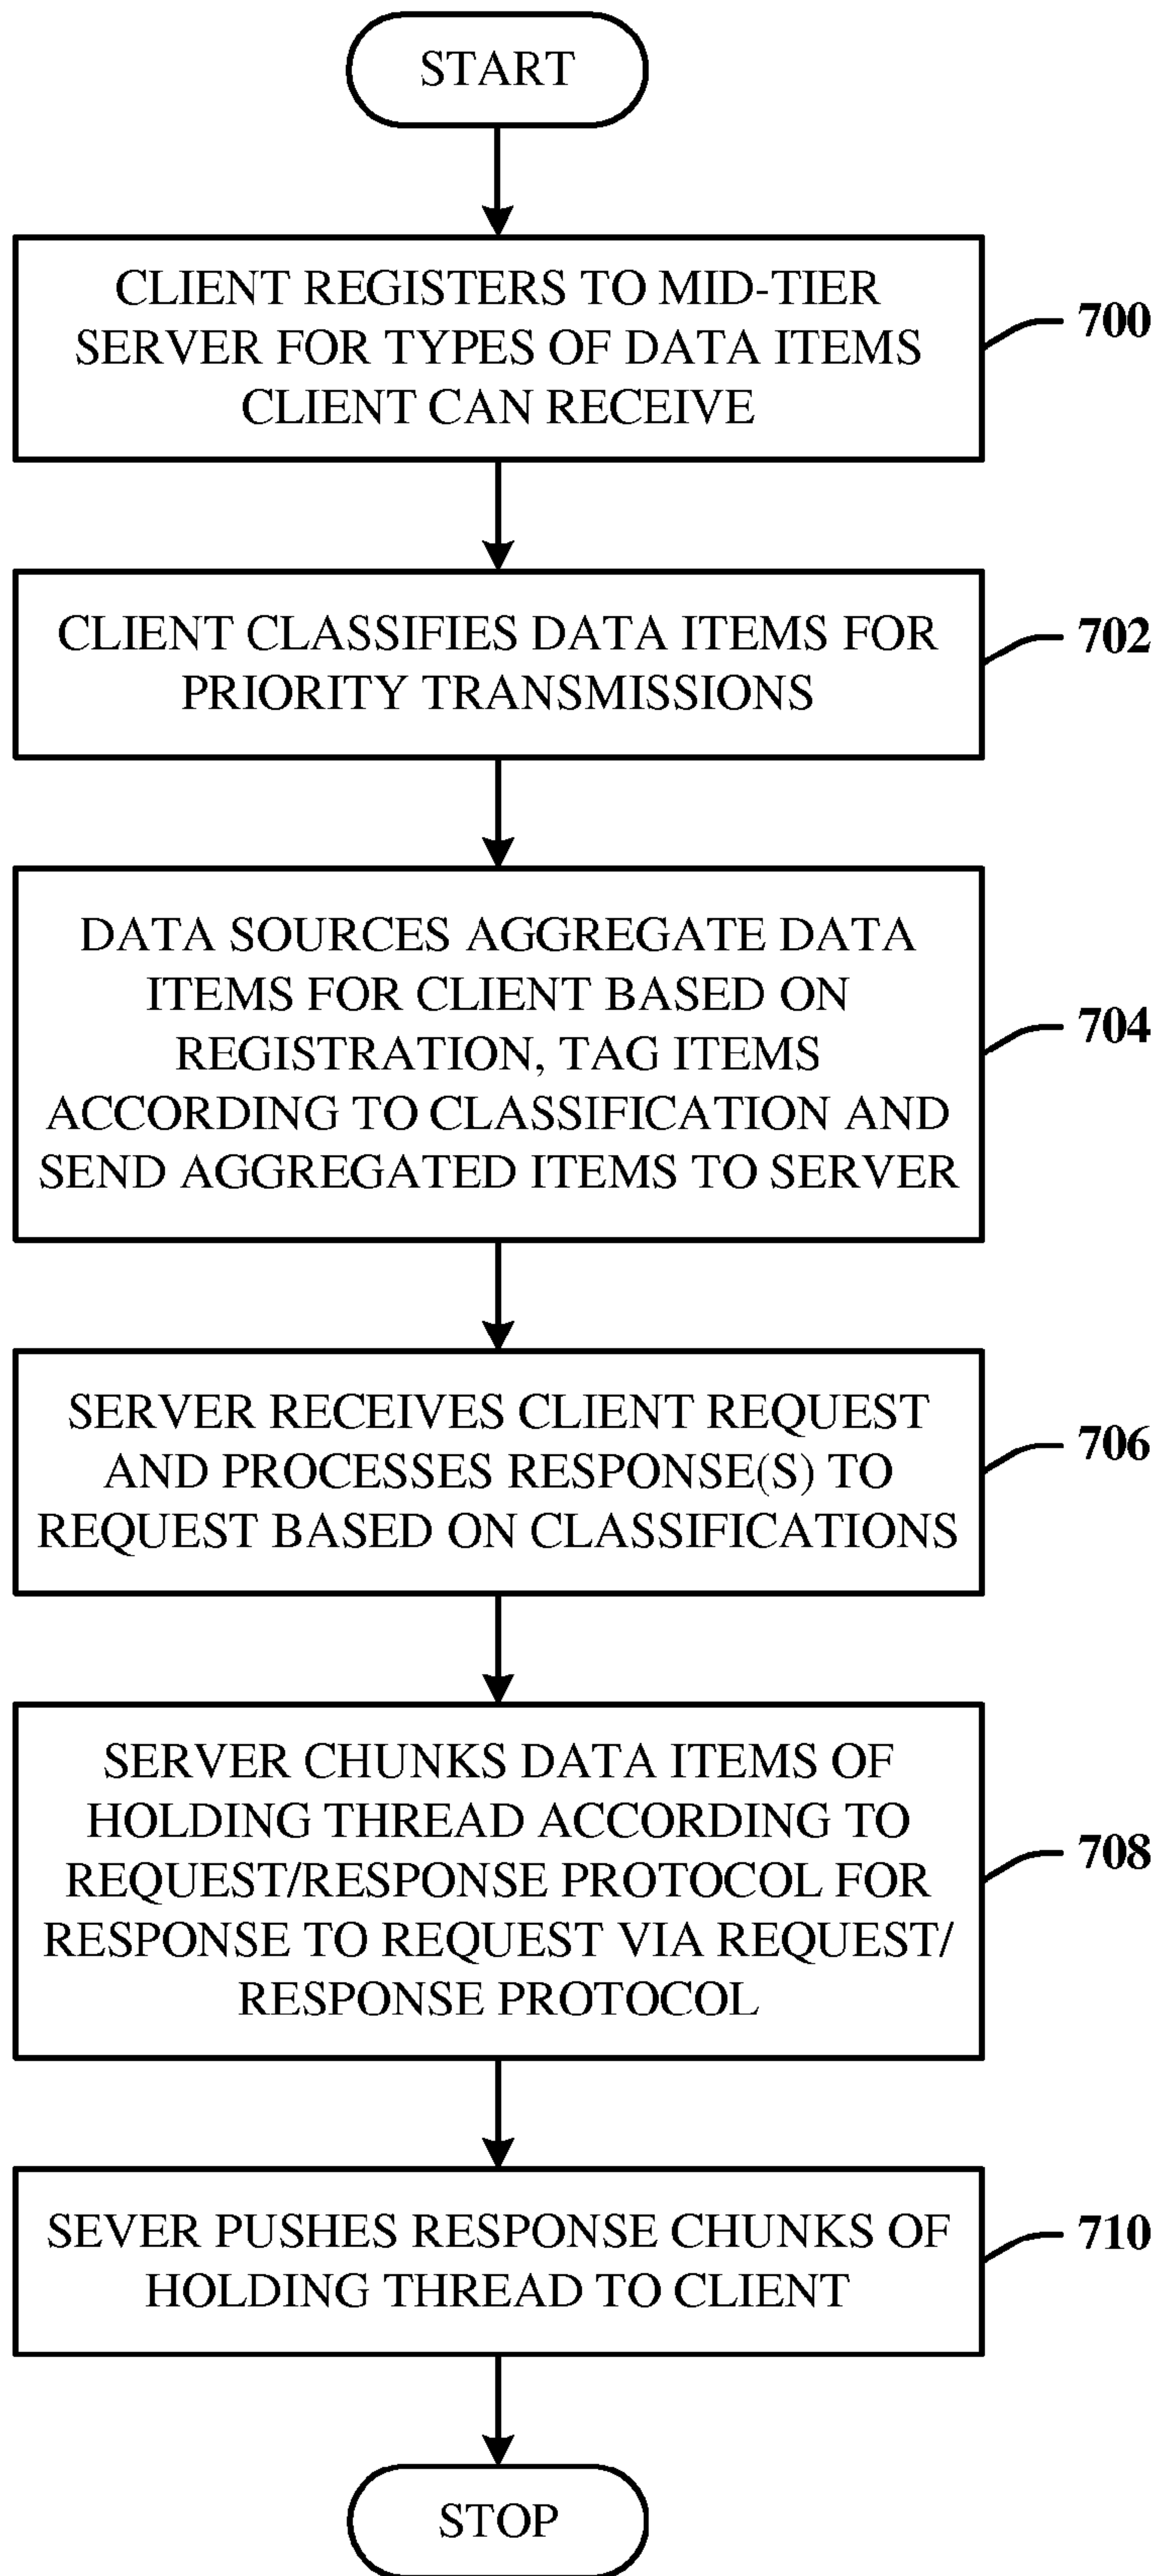 START
CLIENT REGISTERS TO MID-TIER
SERVER FOR TYPES OF DATA ITEMS
CLIENT CAN RECEIVE
700
CLIENT CLASSIFIES DATA ITEMS FOR
PRIORITY TRANSMISSIONS
702
DATA SOURCES AGGREGATE DATA
ITEMS FOR CLIENT BASED ON
REGISTRATION, TAG ITEMS
ACCORDING TO CLASSIFICATION AND
SEND AGGREGATED ITEMS TO SERVER
704
SERVER RECEIVES CLIENT REQUEST
AND PROCESSES RESPONSE(S) TO
REQUEST BASED ON CLASSIFICATIONS
706
SERVER CHUNKS DATA ITEMS OF
HOLDING THREAD ACCORDING TO
REQUEST/RESPONSE PROTOCOL FOR
RESPONSE TO REQUEST VIA REQUEST/
RESPONSE PROTOCOL
708
SEVER PUSHES RESPONSE CHUNKS OF
HOLDING THREAD TO CLIENT
710
STOP